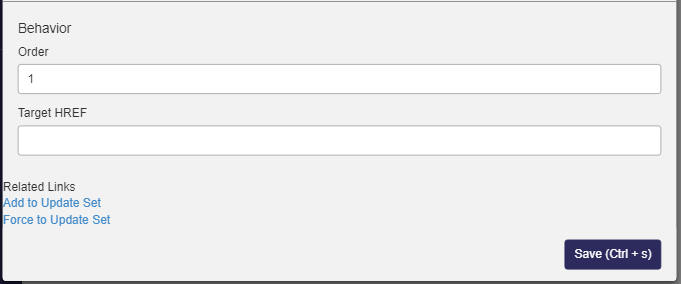 Behavior
Order
1
Target HREF
Related Links
Add to Update Set
Force to Update Set
Save (Ctrl + s)